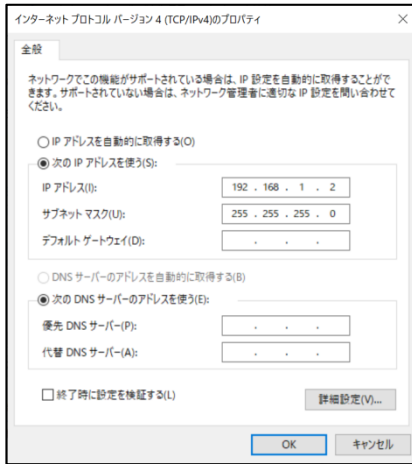 インターネット プロトコル バージョン 4 (TCP/IPv4)のプロパティ
全般
ネットワークでこの機能がサポートされている場合は、IP 設定を自動的に取得することがで
きます。サポートされていない場合は、ネットワーク管理者に適切な IP 設定を問い合わせて
ください。
IP アドレスを自動的に取得する(O)
次の IP アドレスを使う(S):
IP アドレス(I): 192 . 168 . 1 . 2
サブネット マスク(U): 255 . 255 . 255 . 0
デフォルト ゲートウェイ(D): . . .
DNS サーバーのアドレスを自動的に取得する(B)
次の DNS サーバーのアドレスを使う(E):
優先 DNS サーバー(P): . . .
代替 DNS サーバー(A): . . .
終了時に設定を検証する(L)
詳細設定(V)...
OK キャンセル